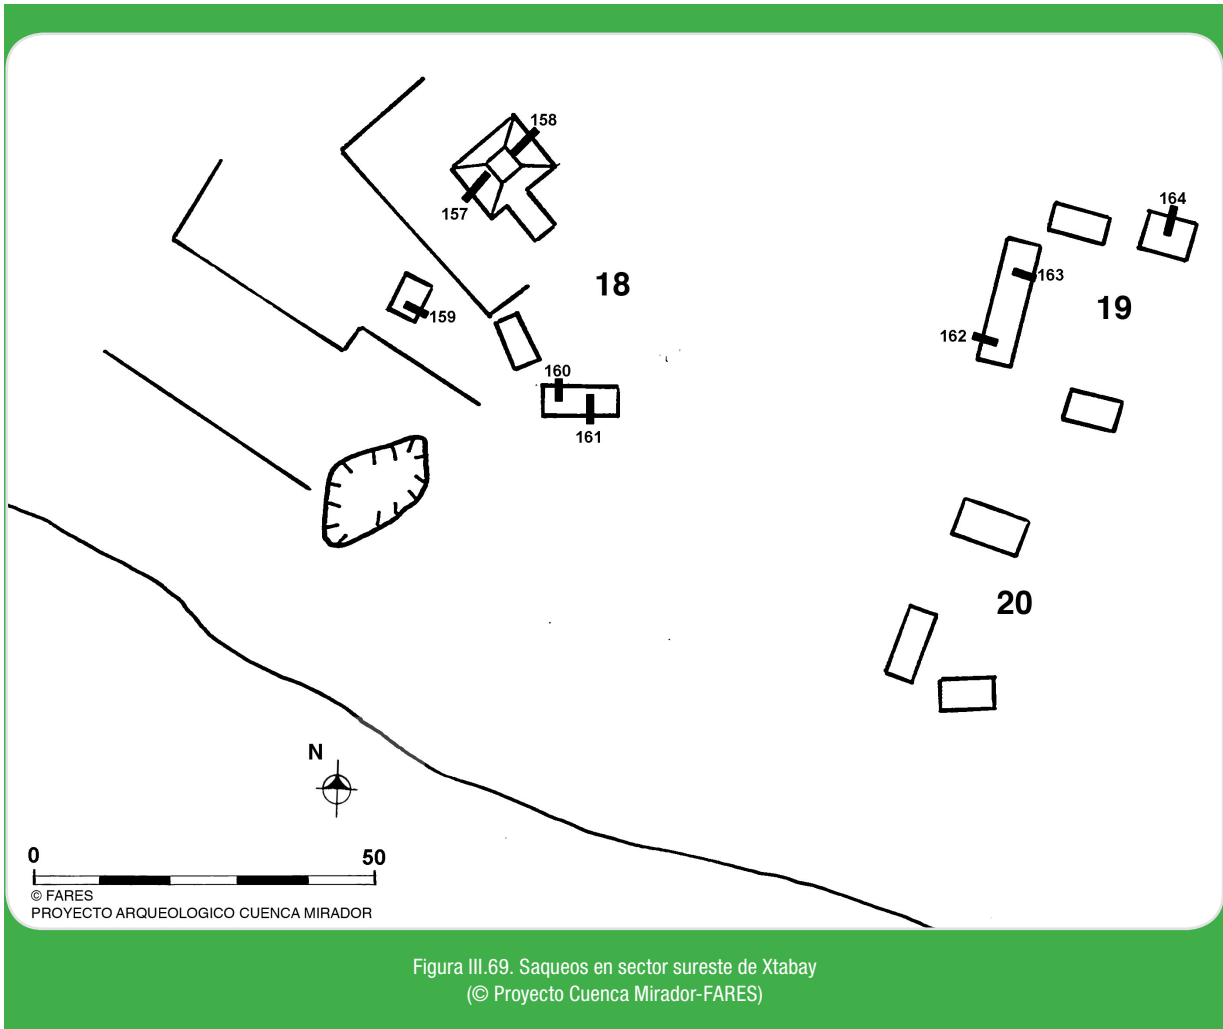 158
157
164
18
163
159
19
162
160
161
20
N
0 50
© FARES
PROYECTO ARQUEOLOGICO CUENCA MIRADOR
Figura III.69. Saqueos en sector sureste de Xtabay
(© Proyecto Cuenca Mirador-FARES)